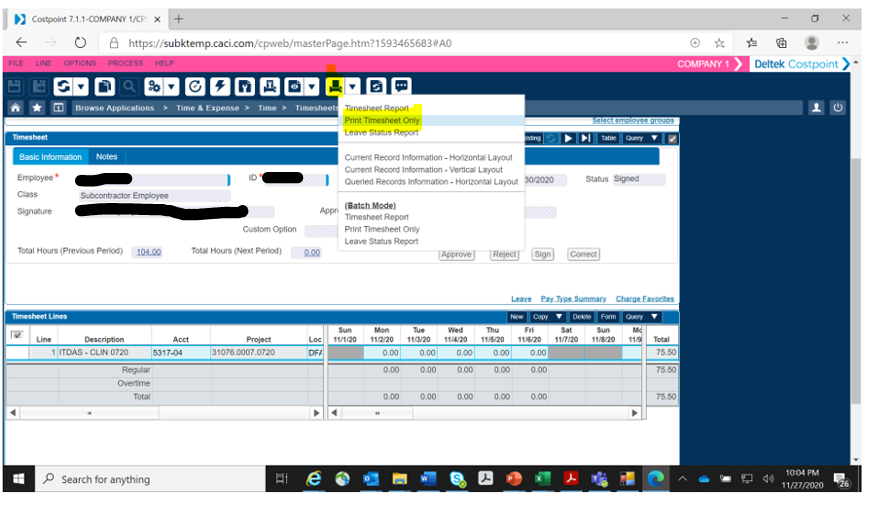 Costpoint 7.1.1-COMPANY 1/CP
https://subktemp.caci.com/cpweb/masterPage.htm?1593465683#A0
FILE LINE OPTIONS PROCESS HELP COMPANY 1 Deltek Costpoint
Browse Applications > Time & Expense > Time > Timesheets
Timesheet Report
Print Timesheet Only
Leave Status Report
Current Record Information - Horizontal Layout
Current Record Information - Vertical Layout
Queried Records Information - Horizontal Layout
(Batch Mode)
Timesheet Report
Print Timesheet Only
Leave Status Report
Select employee groups
Timesheet Table Query
Basic Information Notes
Employee * ID * 30/2020 Status Signed
Class Subcontractor Employee
Signature
Custom Option
Total Hours (Previous Period) 104.00 Total Hours (Next Period) 0.00 Approve Reject Sign Correct
Leave Pay Type Summary Charge Favorites
Timesheet Lines New Copy Delete Form Query
Line Description Acct Project Loc Sun 11/1/20 Mon 11/2/20 Tue 11/3/20 Wed 11/4/20 Thu 11/5/20 Fri 11/6/20 Sat 11/7/20 Sun 11/8/20 Mo 11/9 Total
1 ITDAS - CLIN 0720 5317-04 31076.0007.0720 DFA 0.00 0.00 0.00 0.00 0.00 75.50
Regular 0.00 0.00 0.00 0.00 0.00 75.50
Overtime
Total 0.00 0.00 0.00 0.00 0.00 75.50
Search for anything
10:04 PM
11/27/2020
26